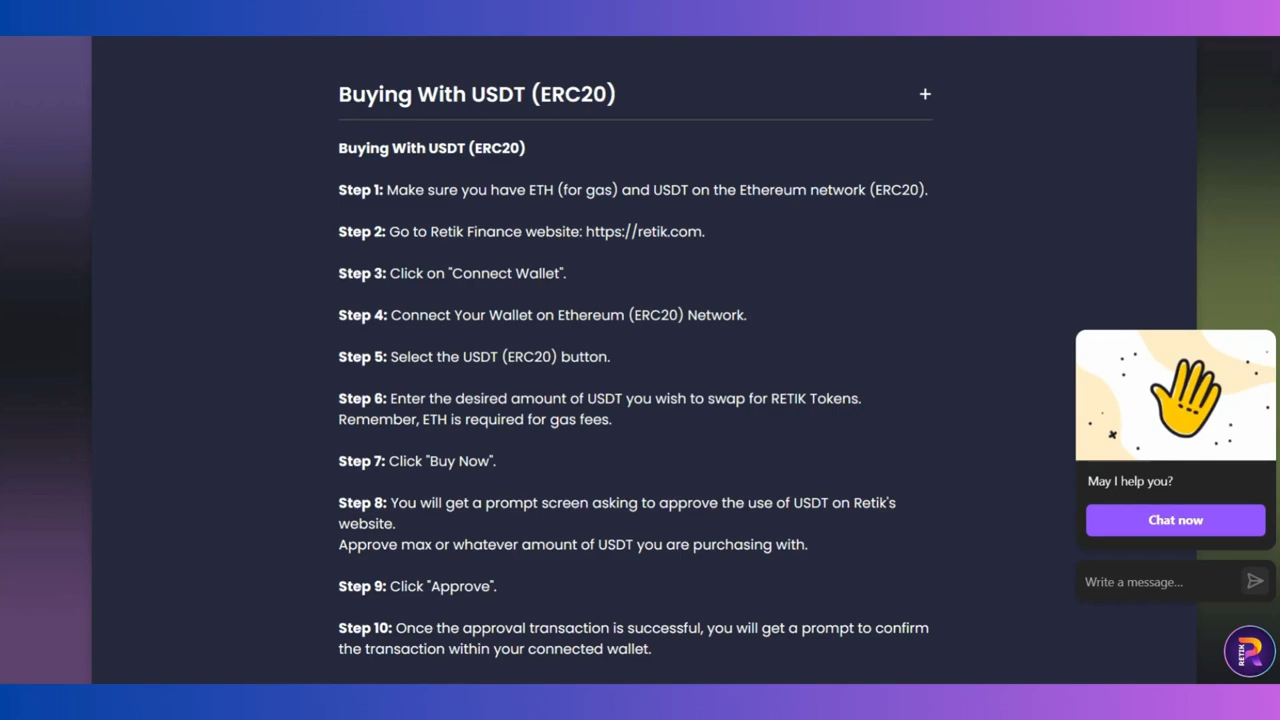 Buying With USDT (ERC20)
+
Buying With USDT (ERC20)
Step 1: Make sure you have ETH (for gas) and USDT on the Ethereum network (ERC20).
Step 2: Go to Retik Finance website: https://retik.com.
Step 3: Click on "Connect Wallet".
Step 4: Connect Your Wallet on Ethereum (ERC20) Network.
Step 5: Select the USDT (ERC20) button.
Step 6: Enter the desired amount of USDT you wish to swap for RETIK Tokens.
Remember, ETH is required for gas fees.
Step 7: Click "Buy Now".
Step 8: You will get a prompt screen asking to approve the use of USDT on Retik's
website.
Approve max or whatever amount of USDT you are purchasing with.
Step 9: Click "Approve".
Step 10: Once the approval transaction is successful, you will get a prompt to confirm
the transaction within your connected wallet.
May I help you?
Chat now
Write a message...
RETIK